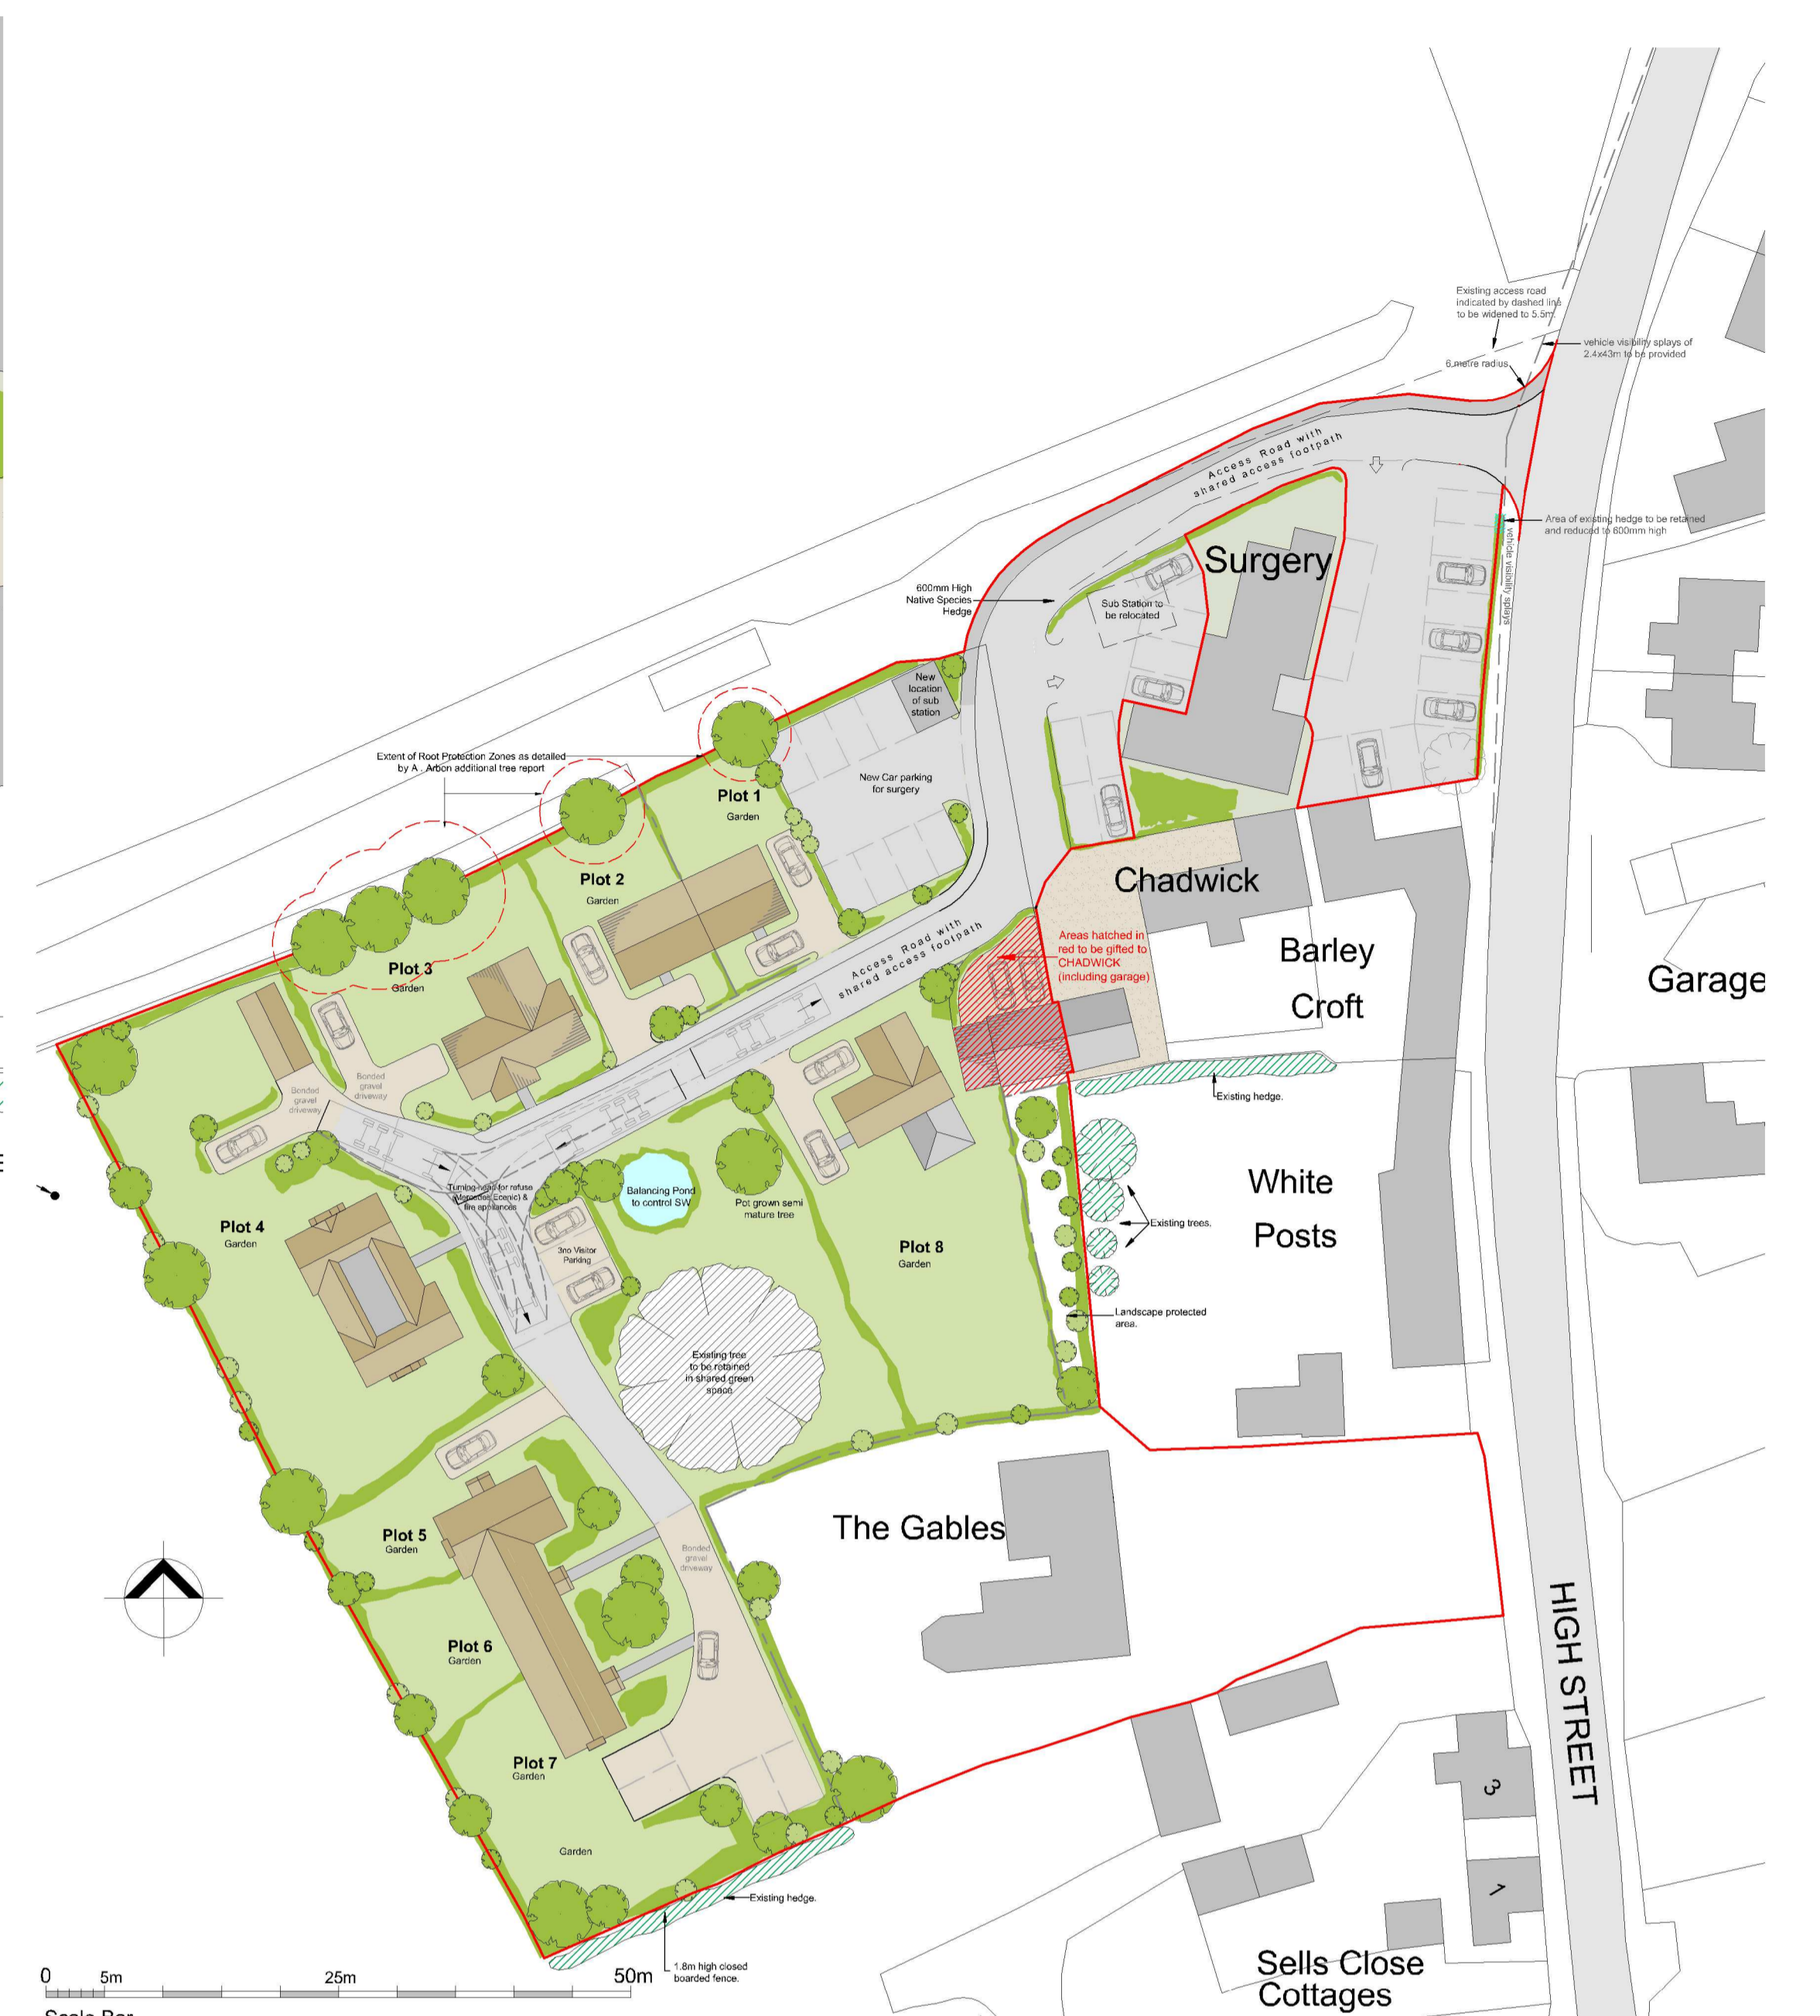 Existing access road
indicated by dashed line
to be widened to 5.5m.
vehicle visibility splays of
2.4x43m to be provided
6 metre radius
Access Road with
shared access footpath
Area of existing hedge to be retained
and reduced to 600mm high
vehicle visibility splays
Surgery
600mm High
Native Species
Hedge
Sub Station to
be relocated
New
location
of sub
station
Extent of Root Protection Zones as detailed
by A . Arbon additional tree report
New Car parking
for surgery
Plot 1
Garden
Plot 2
Garden
Chadwick
Access Road with
shared access footpath
Areas hatched in
red to be gifted to
CHADWICK
(including garage)
Barley
Croft
Garage
Plot 3
Garden
Bonded
gravel
driveway
Bonded
gravel
driveway
Existing hedge.
Turning head for refuse
(Mercedes Econic) &
fire appliances
Balancing Pond
to control SW
Pot grown semi
mature tree
White
Posts
Existing trees.
Plot 4
Garden
3no Visitor
Parking
Plot 8
Garden
Landscape protected
area.
Existing tree
to be retained
in shared green
space
The Gables
Plot 5
Garden
Bonded
gravel
driveway
Plot 6
Garden
HIGH STREET
Plot 7
Garden
3
Garden
1
Existing hedge.
1.8m high closed
boarded fence.
Sells Close
Cottages
0 5m 25m 50m
Scale Bar